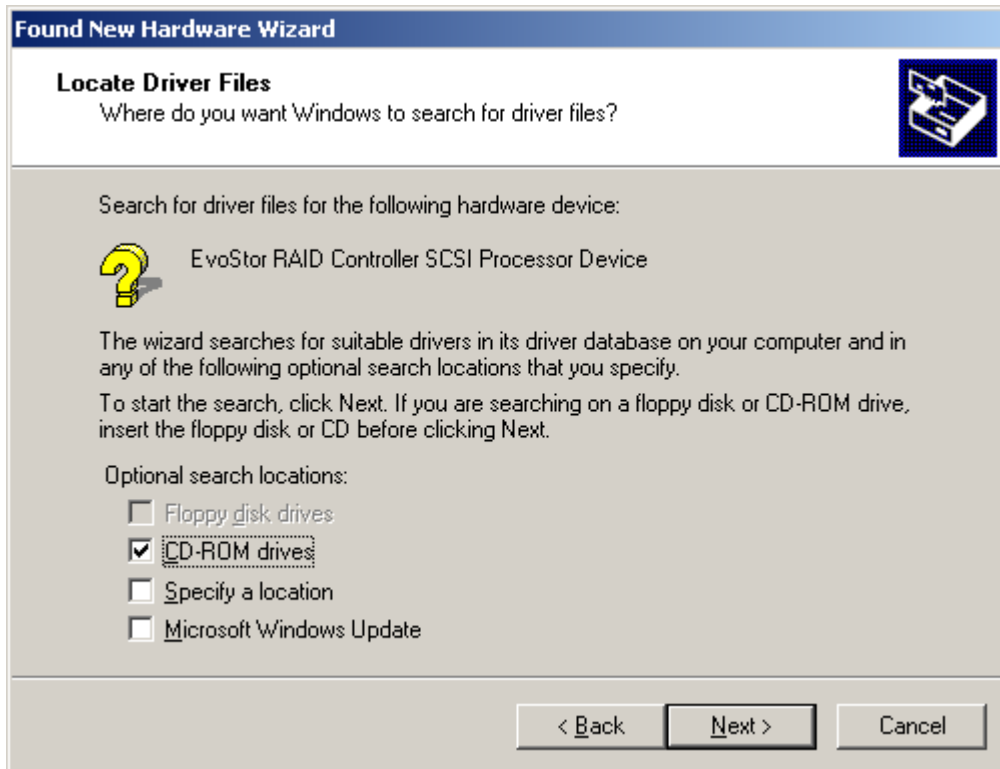 Found New Hardware Wizard
Locate Driver Files
Where do you want Windows to search for driver files?
Search for driver files for the following hardware device:
EvoStor RAID Controller SCSI Processor Device
The wizard searches for suitable drivers in its driver database on your computer and in
any of the following optional search locations that you specify.
To start the search, click Next. If you are searching on a floppy disk or CD-ROM drive,
insert the floppy disk or CD before clicking Next.
Optional search locations:
Floppy disk drives
CD-ROM drives
Specify a location
Microsoft Windows Update
< Back Next > Cancel